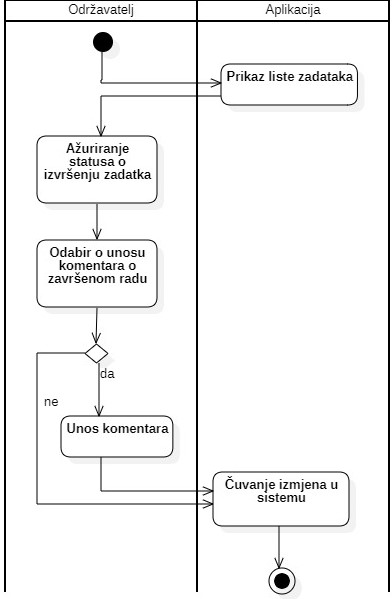 Održavatelj
Aplikacija
Prikaz liste zadataka
Ažuriranje
statusa o
izvršenju zadatka
Odabir o unosu
komentara o
završenom radu
da
ne
Unos komentara
Čuvanje izmjena u
sistemu